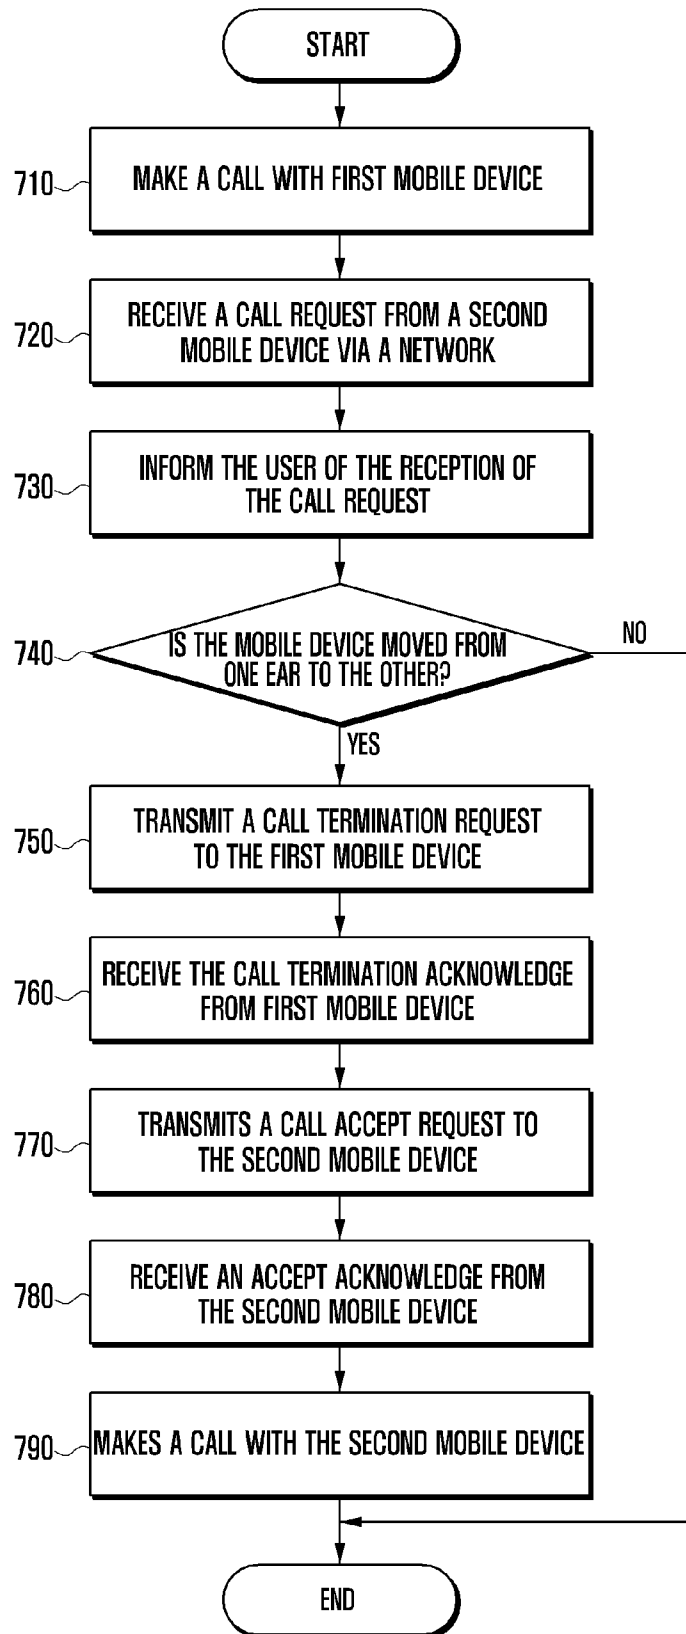 START
710
MAKE A CALL WITH FIRST MOBILE DEVICE
720
RECEIVE A CALL REQUEST FROM A SECOND
MOBILE DEVICE VIA A NETWORK
730
INFORM THE USER OF THE RECEPTION OF
THE CALL REQUEST
740
IS THE MOBILE DEVICE MOVED FROM
ONE EAR TO THE OTHER?
NO
YES
750
TRANSMIT A CALL TERMINATION REQUEST
TO THE FIRST MOBILE DEVICE
760
RECEIVE THE CALL TERMINATION ACKNOWLEDGE
FROM FIRST MOBILE DEVICE
770
TRANSMITS A CALL ACCEPT REQUEST TO
THE SECOND MOBILE DEVICE
780
RECEIVE AN ACCEPT ACKNOWLEDGE FROM
THE SECOND MOBILE DEVICE
790
MAKES A CALL WITH THE SECOND MOBILE DEVICE
END